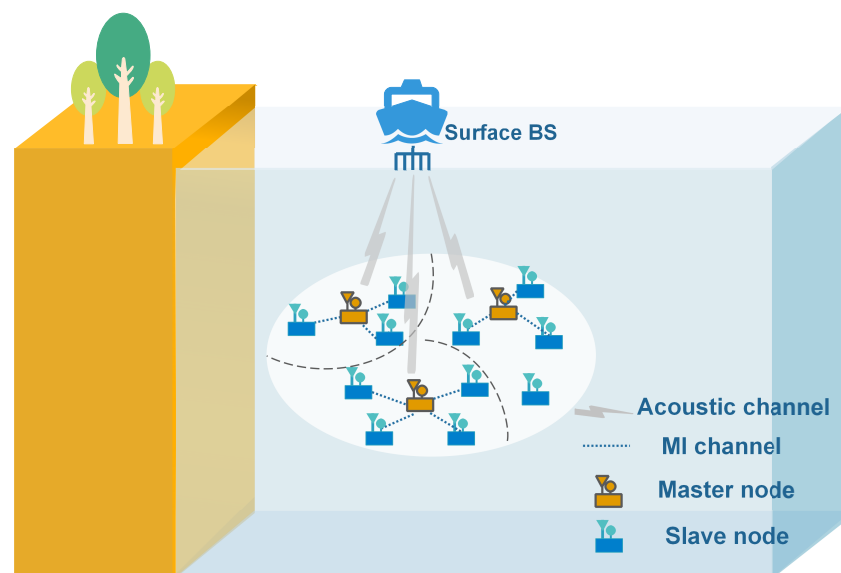 Surface BS
Acoustic channel
MI channel
Master node
Slave node